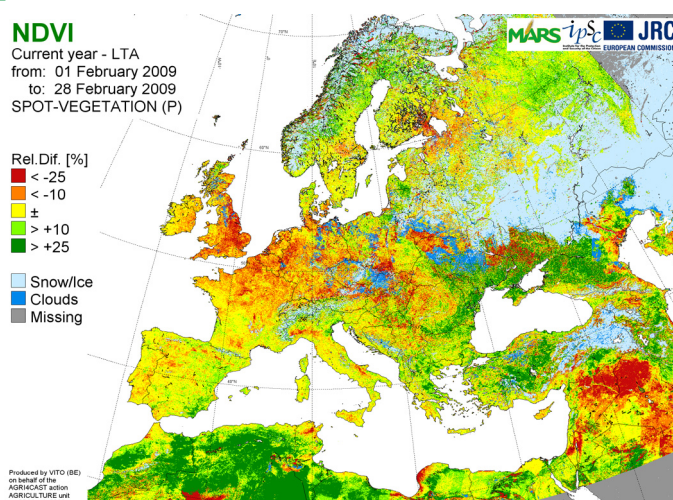 NDVI
Current year - LTA
from: 01 February 2009
to: 28 February 2009
SPOT-VEGETATION (P)
MARS ipsc JRC
EUROPEAN COMMISSION
Rel.Dif. [%]
< -25
< -10
±
> +10
> +25
Snow/Ice
Clouds
Missing
Produced by VITO (BE)
on behalf of the
AGRI4CAST action
AGRICULTURE unit